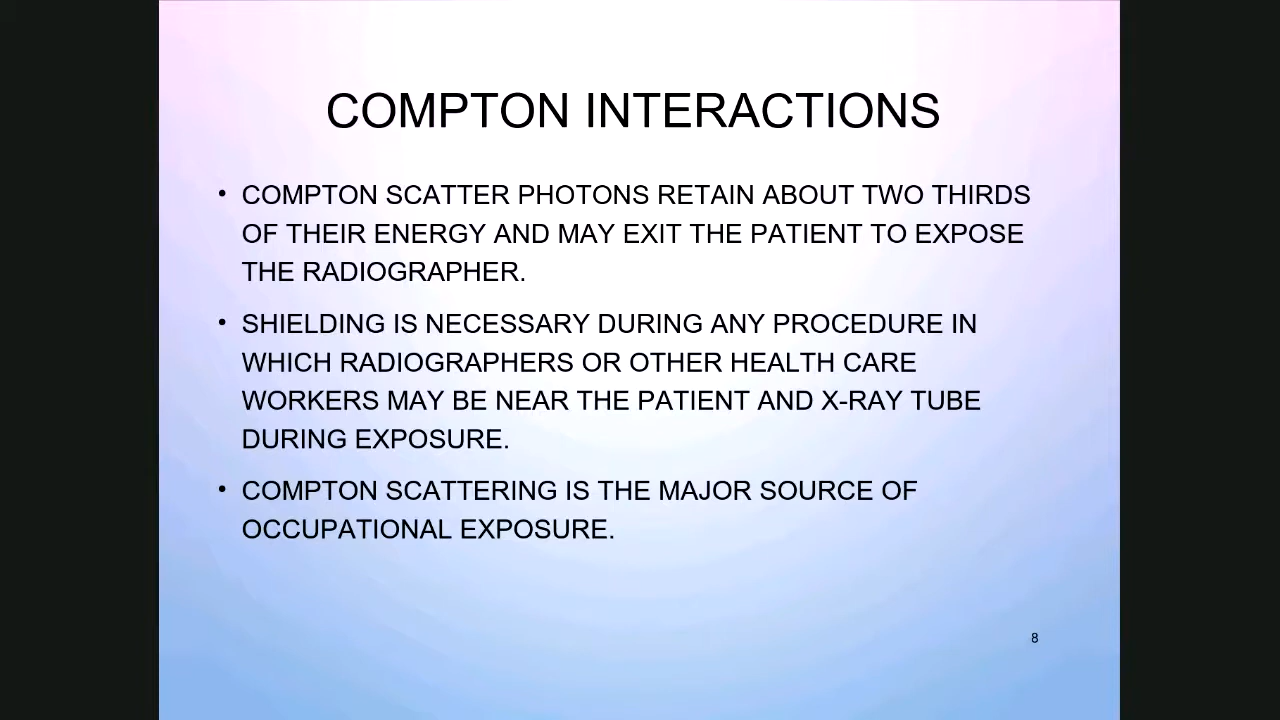 COMPTON INTERACTIONS
• COMPTON SCATTER PHOTONS RETAIN ABOUT TWO THIRDS
OF THEIR ENERGY AND MAY EXIT THE PATIENT TO EXPOSE
THE RADIOGRAPHER.
• SHIELDING IS NECESSARY DURING ANY PROCEDURE IN
WHICH RADIOGRAPHERS OR OTHER HEALTH CARE
WORKERS MAY BE NEAR THE PATIENT AND X-RAY TUBE
DURING EXPOSURE.
• COMPTON SCATTERING IS THE MAJOR SOURCE OF
OCCUPATIONAL EXPOSURE.
8